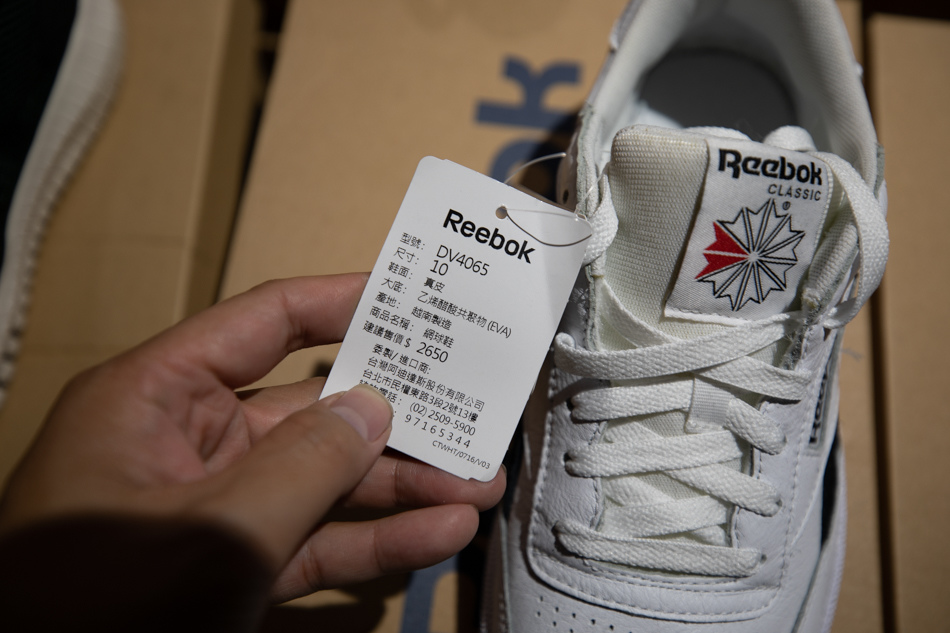 Reebok
型號: DV4065
尺寸: 10
鞋面: 真皮
大底: 乙烯醋酸共聚物(EVA)
產地: 越南製造
商品名稱: 網球鞋
建議售價$ 2650
委製/進口商:
台灣阿迪達斯股份有限公司
台北市民權東路3段2號13樓
電話: (02) 2509-5900
: 97165344
CTWHT/0716/V03
Reebok
CLASSIC
®
ok